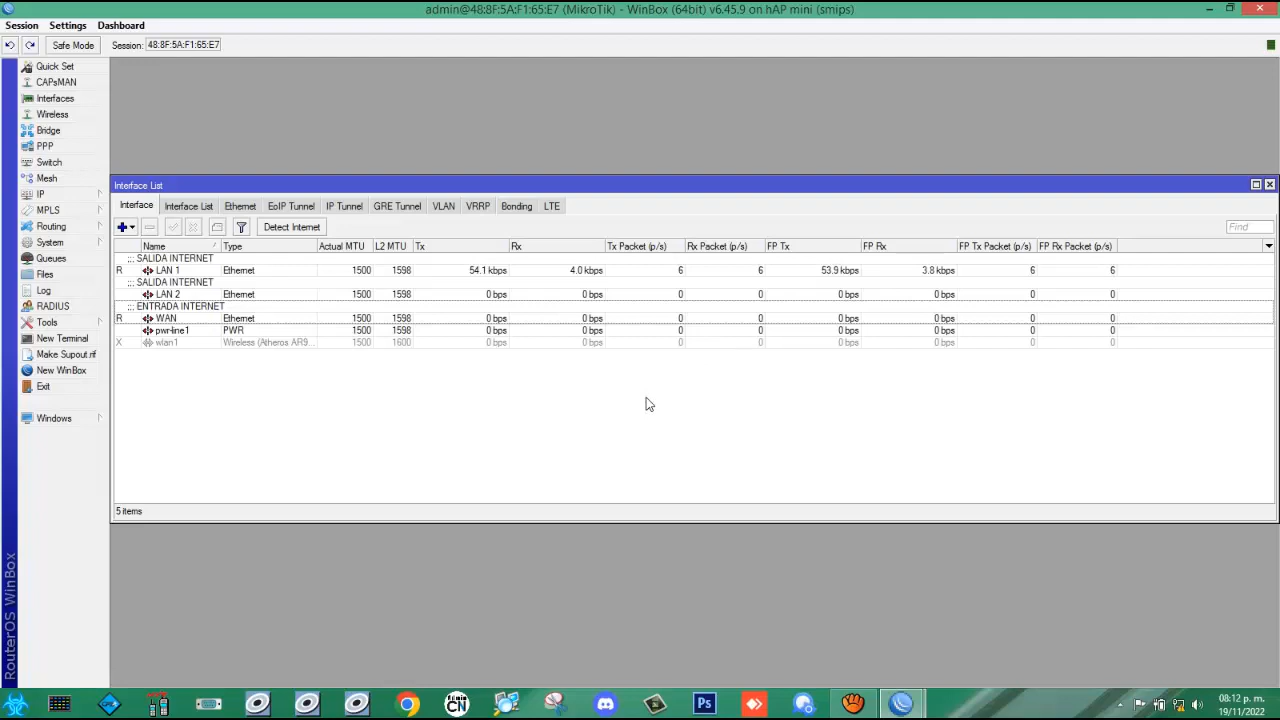 admin@48:8F:5A:F1:65:E7 (MikroTik) - WinBox (64bit) v6.45.9 on hAP mini (smips)
Session Settings Dashboard
Safe Mode Session: 48:8F:5A:F1:65:E7
Quick Set
CAPsMAN
Interfaces
Wireless
Bridge
PPP
Switch
Mesh
IP
MPLS
Routing
System
Queues
Files
Log
RADIUS
Tools
New Terminal
Make Supout.rif
New WinBox
Exit
Windows
RouterOS WinBox
Interface List
Interface Interface List Ethernet EoIP Tunnel IP Tunnel GRE Tunnel VLAN VRRP Bonding LTE
Detect Internet Find
Name Type Actual MTU L2 MTU Tx Rx Tx Packet (p/s) Rx Packet (p/s) FP Tx FP Rx FP Tx Packet (p/s) FP Rx Packet (p/s)
;;; SALIDA INTERNET
R LAN 1 Ethernet 1500 1598 54.1 kbps 4.0 kbps 6 6 53.9 kbps 3.8 kbps 6 6
;;; SALIDA INTERNET
LAN 2 Ethernet 1500 1598 0 bps 0 bps 0 0 0 bps 0 bps 0 0
;;; ENTRADA INTERNET
R WAN Ethernet 1500 1598 0 bps 0 bps 0 0 0 bps 0 bps 0 0
pwr-line1 PWR 1500 1598 0 bps 0 bps 0 0 0 bps 0 bps 0 0
X wlan1 Wireless (Atheros AR9... 1500 1600 0 bps 0 bps 0 0 0 bps 0 bps 0 0
5 items
CN
Ps
08:12 p. m.
19/11/2022